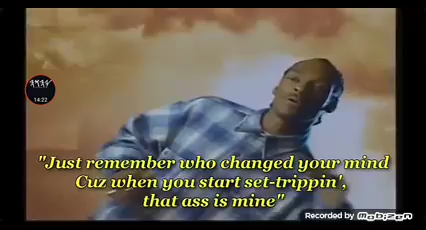 14:22
"Just remember who changed your mind
Cuz when you start set-trippin',
that ass is mine"
Recorded by Mobizen